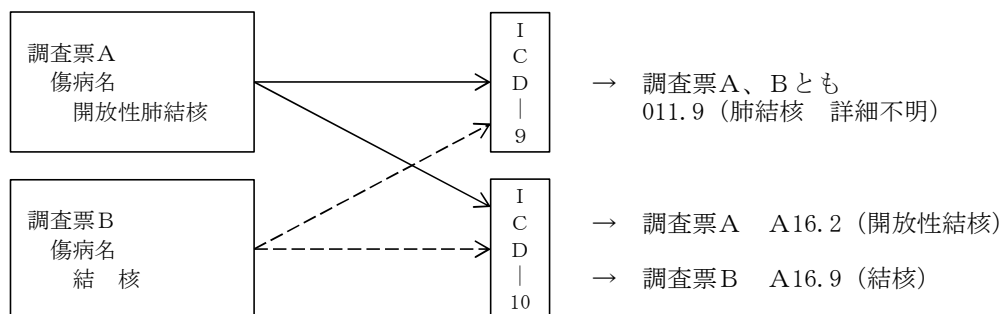 調査票A
傷病名
開放性肺結核
ICD|9
→ 調査票A、Bとも
011.9(肺結核 詳細不明)
調査票B
傷病名
結 核
ICD|10
→ 調査票A A16.2(開放性結核)
→ 調査票B A16.9(結核)